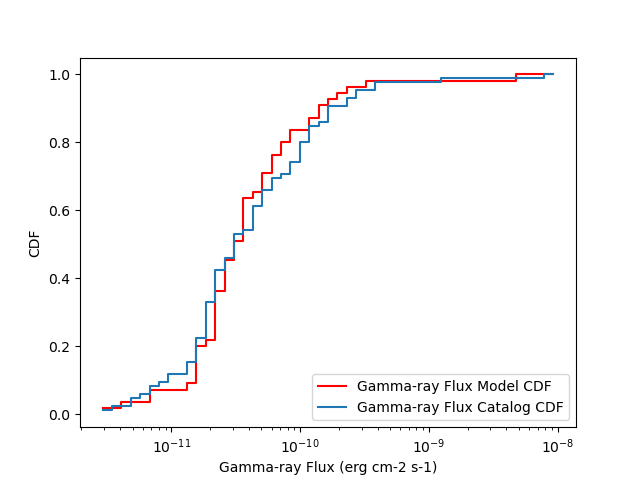 1.0
0.8
0.6
0.4
0.2
0.0
CDF
10⁻¹¹
10⁻¹⁰
10⁻⁹
10⁻⁸
Gamma-ray Flux (erg cm-2 s-1)
Gamma-ray Flux Model CDF
Gamma-ray Flux Catalog CDF